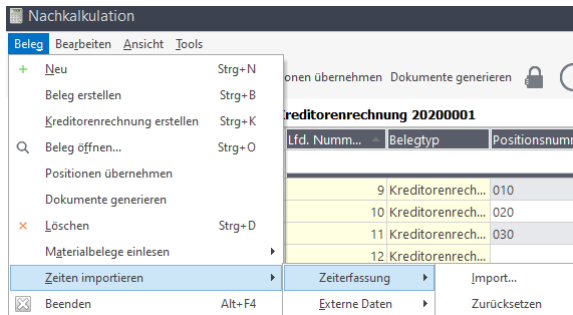 Nachkalkulation
Beleg Bearbeiten Ansicht Tools
Neu Strg+N
Beleg erstellen Strg+B
Kreditorenrechnung erstellen Strg+K
Beleg öffnen... Strg+O
Positionen übernehmen
Dokumente generieren
Löschen Strg+D
Materialbelege einlesen
Zeiten importieren
Beenden Alt+F4
Zeiterfassung
Externe Daten
Import...
Zurücksetzen
onen übernehmen Dokumente generieren
Kreditorenrechnung 20200001
Lfd. Numm... Belegtyp Positionsnumm
9 Kreditorenrech... 010
10 Kreditorenrech... 020
11 Kreditorenrech... 030
12 Kreditorenrech...